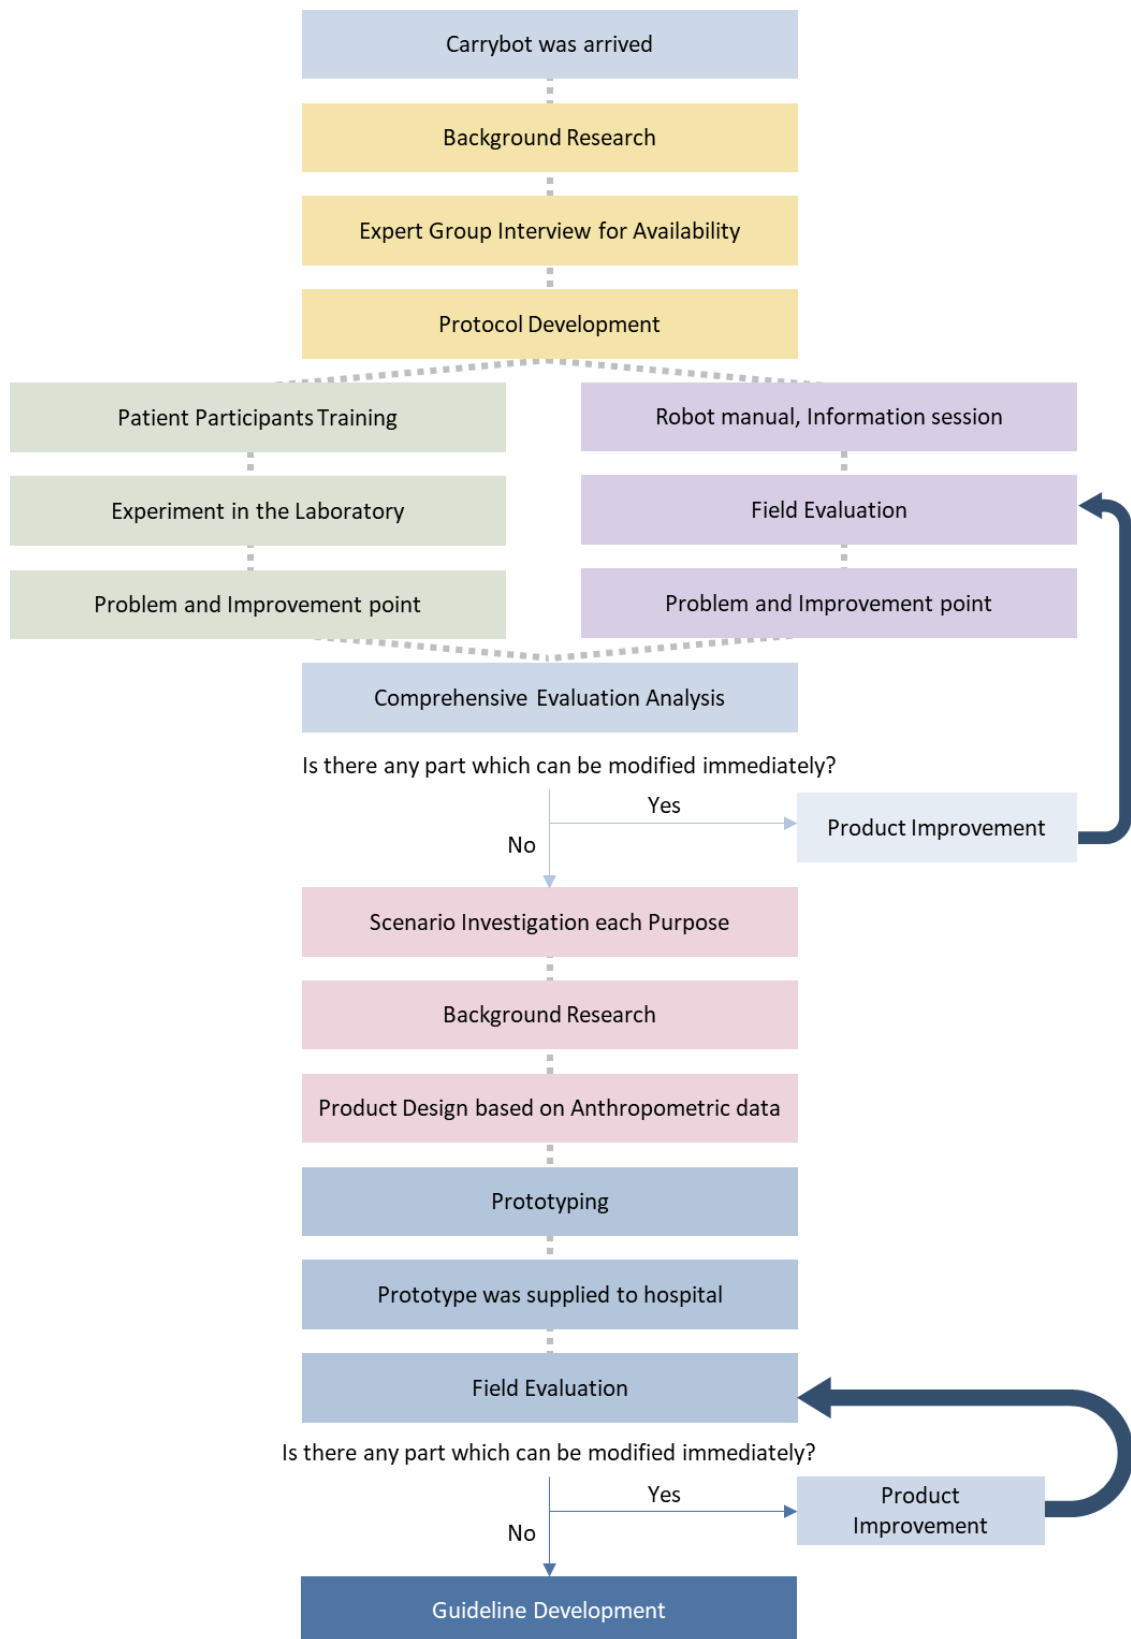 Carrybot was arrived
Background Research
Expert Group Interview for Availability
Protocol Development
Patient Participants Training
Robot manual, Information session
Experiment in the Laboratory
Field Evaluation
Problem and Improvement point
Problem and Improvement point
Comprehensive Evaluation Analysis
Is there any part which can be modified immediately?
Yes
Product Improvement
No
Scenario Investigation each Purpose
Background Research
Product Design based on Anthropometric data
Prototyping
Prototype was supplied to hospital
Field Evaluation
Is there any part which can be modified immediately?
Yes
Product
Improvement
No
Guideline Development